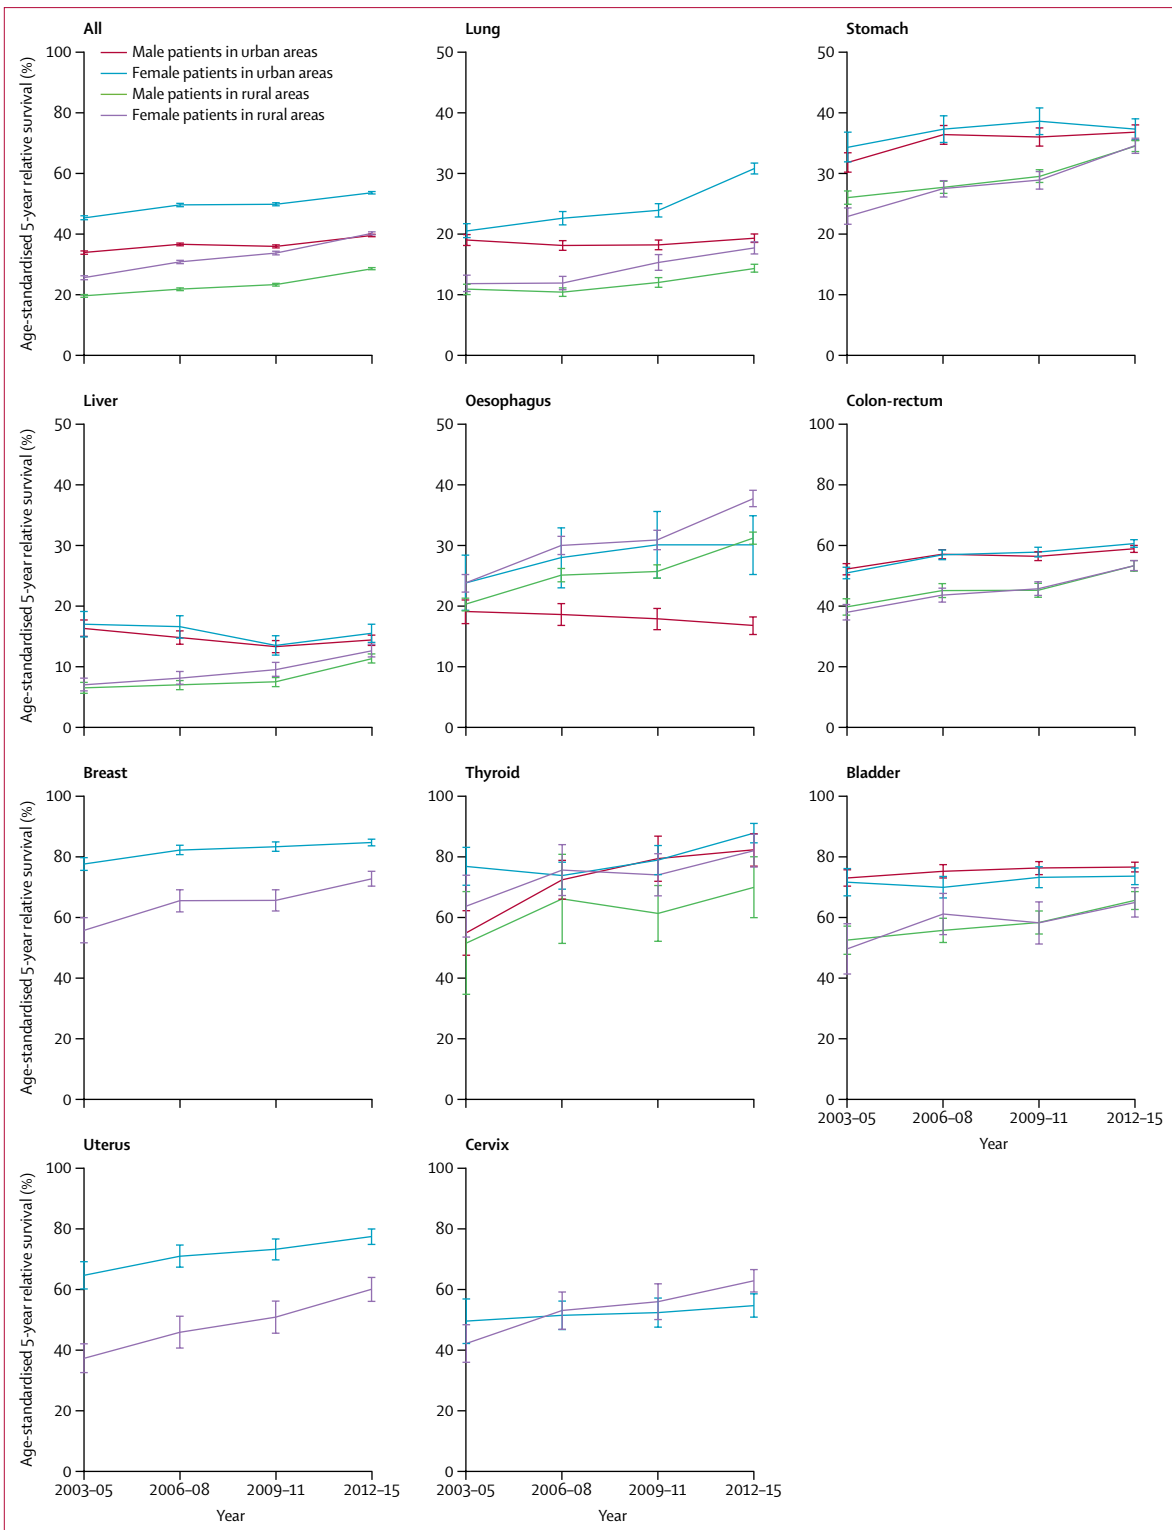 All
Lung
Stomach
Age-standardised 5-year relative survival (%)
100
80
60
40
20
0
Male patients in urban areas
Female patients in urban areas
Male patients in rural areas
Female patients in rural areas
50
40
30
20
10
0
50
40
30
20
10
0
Liver
Oesophagus
Colon-rectum
Age-standardised 5-year relative survival (%)
50
40
30
20
10
0
50
40
30
20
10
0
100
80
60
40
20
0
Breast
Thyroid
Bladder
Age-standardised 5-year relative survival (%)
100
80
60
40
20
0
100
80
60
40
20
0
100
80
60
40
20
0
2003–05 2006–08 2009–11 2012–15
Year
Uterus
Cervix
Age-standardised 5-year relative survival (%)
100
80
60
40
20
0
2003–05 2006–08 2009–11 2012–15
Year
100
80
60
40
20
0
2003–05 2006–08 2009–11 2012–15
Year